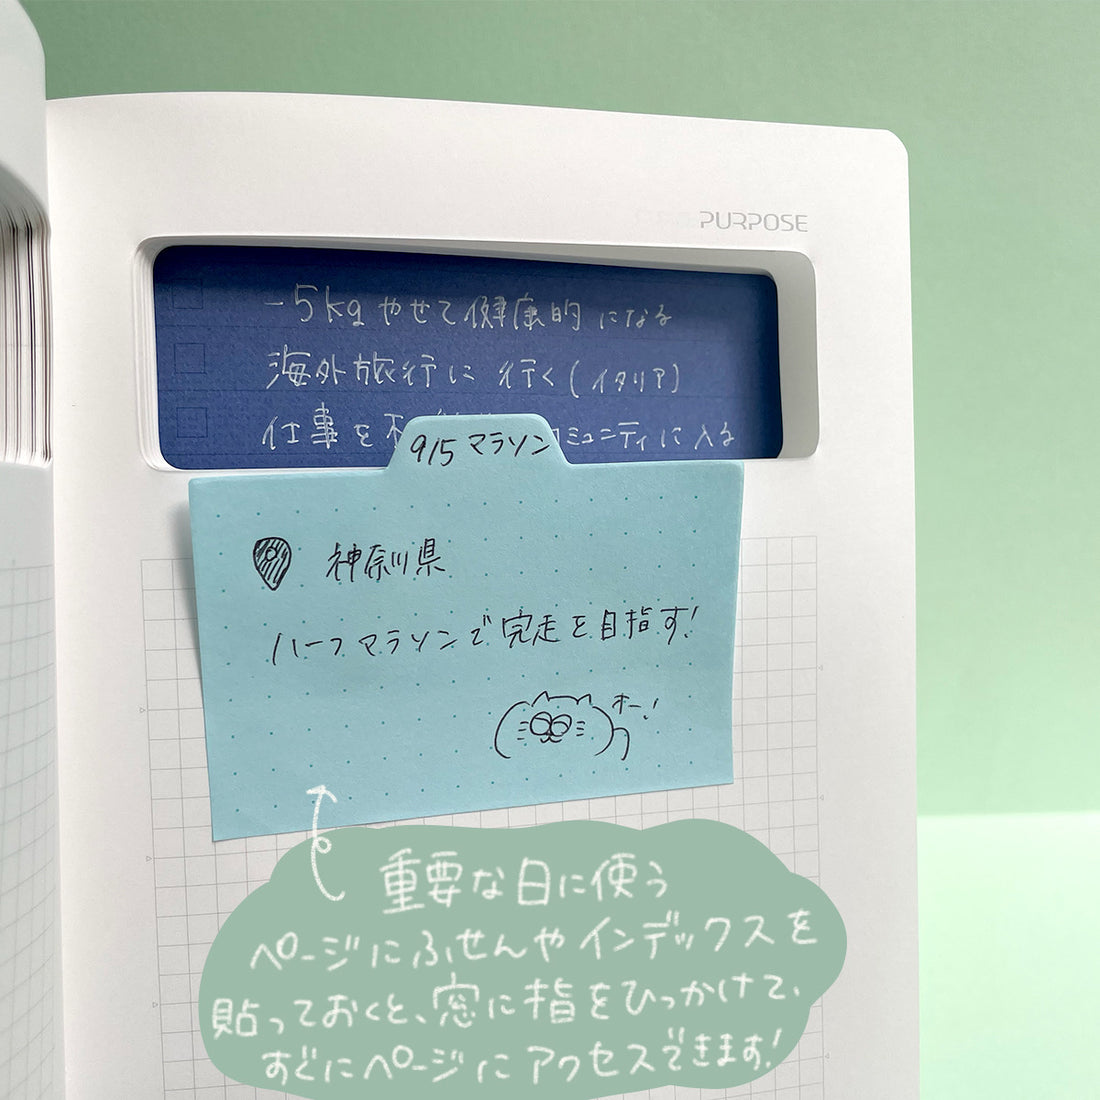 PURPOSE
-5kgやせて健康的になる
海外旅行に行く(イタリア)
仕事を ミュニティに入る
9/5マラソン
神奈川県
ハーフマラソンで完走を目指す!
オー!
重要な日に使う
ページにふせんやインデックスを
貼っておくと、窓に指をひっかけて、
すぐにページにアクセスできます!